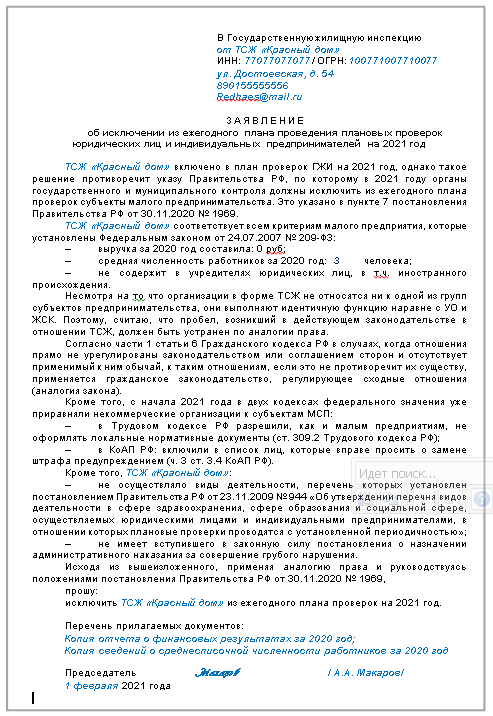 В Государственнуюжилищную инспекцию
от ТСЖ «Красный дом»
ИНН: 77077077077 / ОГРН: 100771007710077
ул. Достоевская, д. 54
890155555556
Redhaes@mail.ru
ЗАЯВЛЕНИЕ
об исключении из ежегодного плана проведения плановых проверок
юридических лиц и индивидуальных предпринимателей на 2021 год
ТСЖ «Красный дом» включено в план проверок ГЖИ на 2021 год, однако такое
решение противоречит указу Правительства РФ, по которому в 2021 году органы
государственного и муниципального контроля должны исключить из ежегодного плана
проверок субъекты малого предпринимательства. Это указано в пункте 7 постановления
Правительства РФ от 30.11.2020 № 1969.
ТСЖ «Красный дом» соответствует всем критериям малого предприятия, которые
установлены Федеральным законом от 24.07.2007 № 209-ФЗ:
– выручка за 2020 год составила: 0 руб;
– средняя численность работников за 2020 год: 3 человека;
– не содержит в учредителях юридических лиц, в т.ч. иностранного
происхождения.
Несмотря на то что организации в форме ТСЖ не относятся ни к одной из групп
субъектов предпринимательства, они выполняют идентичную функцию наравне с УО и
ЖСК. Поэтому, считаю, что пробел, возникший в действующем законодательстве в
отношении ТСЖ, должен быть устранен по аналогии права.
Согласно части 1 статьи 6 Гражданского кодекса РФ в случаях, когда отношения
прямо не урегулированы законодательством или соглашением сторон и отсутствует
применимый к ним обычай, к таким отношениям, если это не противоречит их существу,
применяется гражданское законодательство, регулирующее сходные отношения
(аналогия закона).
Кроме того, с начала 2021 года в двух кодексах федерального значения уже
приравняли некоммерческие организации к субъектам МСП:
– в Трудовом кодексе РФ разрешили, как и малым предприятиям, не
оформлять локальные нормативные документы (ст. 309.2 Трудового кодекса РФ);
– в КоАП РФ: включили в список лиц, которые вправе просить о замене
штрафа предупреждением (ч. 3 ст. 3.4 КоАП РФ).
Кроме того, ТСЖ «Красный дом»:
– не осуществляло виды деятельности, перечень которых установлен
постановлением Правительства РФ от 23.11.2009 № 944 «Об утверждении перечня видов
деятельности в сфере здравоохранения, сфере образования и социальной сфере,
осуществляемых юридическими лицами и индивидуальными предпринимателями, в
отношении которых плановые проверки проводятся с установленной периодичностью»;
– не имеет вступившего в законную силу постановления о назначении
административного наказания за совершение грубого нарушения.
Исходя из вышеизложенного, применяя аналогию права и руководствуясь
положениями постановления Правительства РФ от 30.11.2020 № 1969,
прошу:
исключить ТСЖ «Красный дом» из ежегодного плана проверок на 2021 год.
Перечень прилагаемых документов:
Копия отчета о финансовых результатах за 2020 год;
Копия сведений о среднесписочной численности работников за 2020 год
Председатель Макаров / А.А. Макаров/
1 февраля 2021 года
Идет поиск...